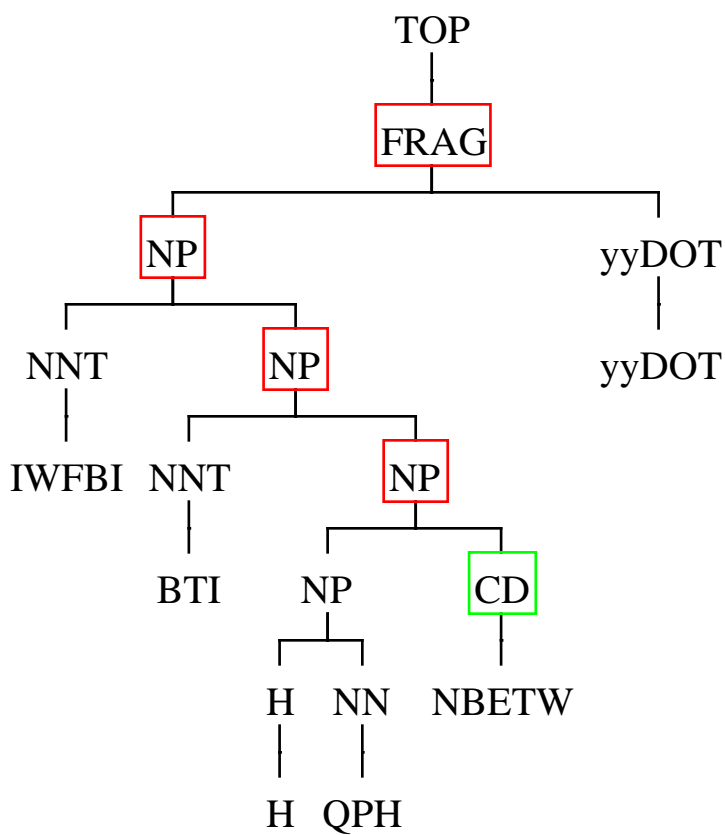 TOP
FRAG
NP yyDOT
NNT NP yyDOT
IWFBI NNT NP
BTI NP CD
H NN NBETW
H QPH